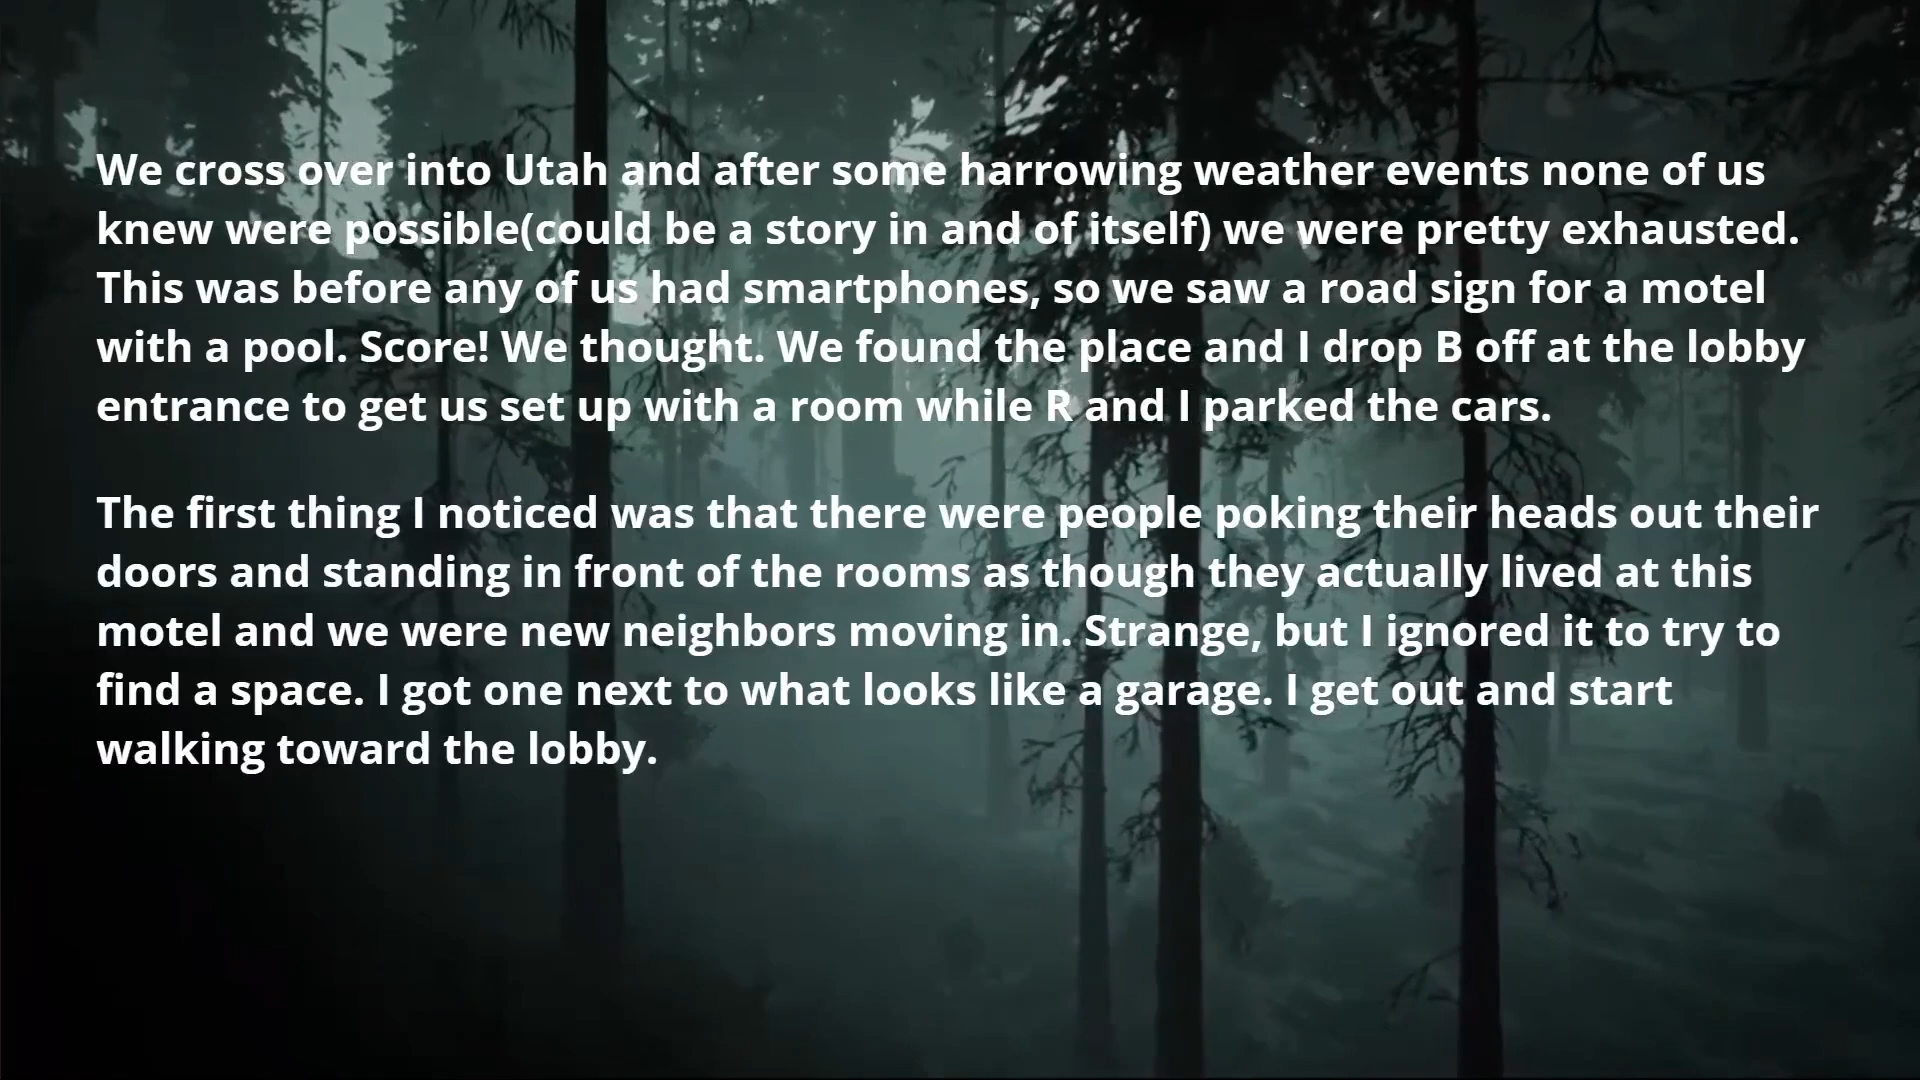 We cross over into Utah and after some harrowing weather events none of us
knew were possible(could be a story in and of itself) we were pretty exhausted.
This was before any of us had smartphones, so we saw a road sign for a motel
with a pool. Score! We thought. We found the place and I drop B off at the lobby
entrance to get us set up with a room while R and I parked the cars.
The first thing I noticed was that there were people poking their heads out their
doors and standing in front of the rooms as though they actually lived at this
motel and we were new neighbors moving in. Strange, but I ignored it to try to
find a space. I got one next to what looks like a garage. I get out and start
walking toward the lobby.